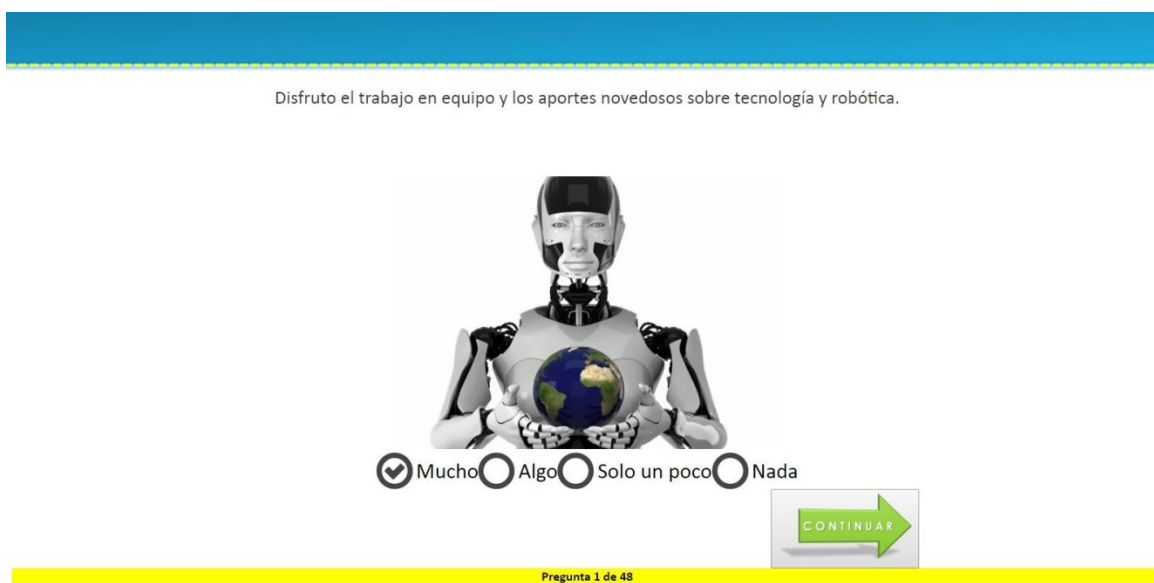 Disfruto el trabajo en equipo y los aportes novedosos sobre tecnología y robótica.
Mucho Algo Solo un poco Nada
CONTINUAR
Pregunta 1 de 48